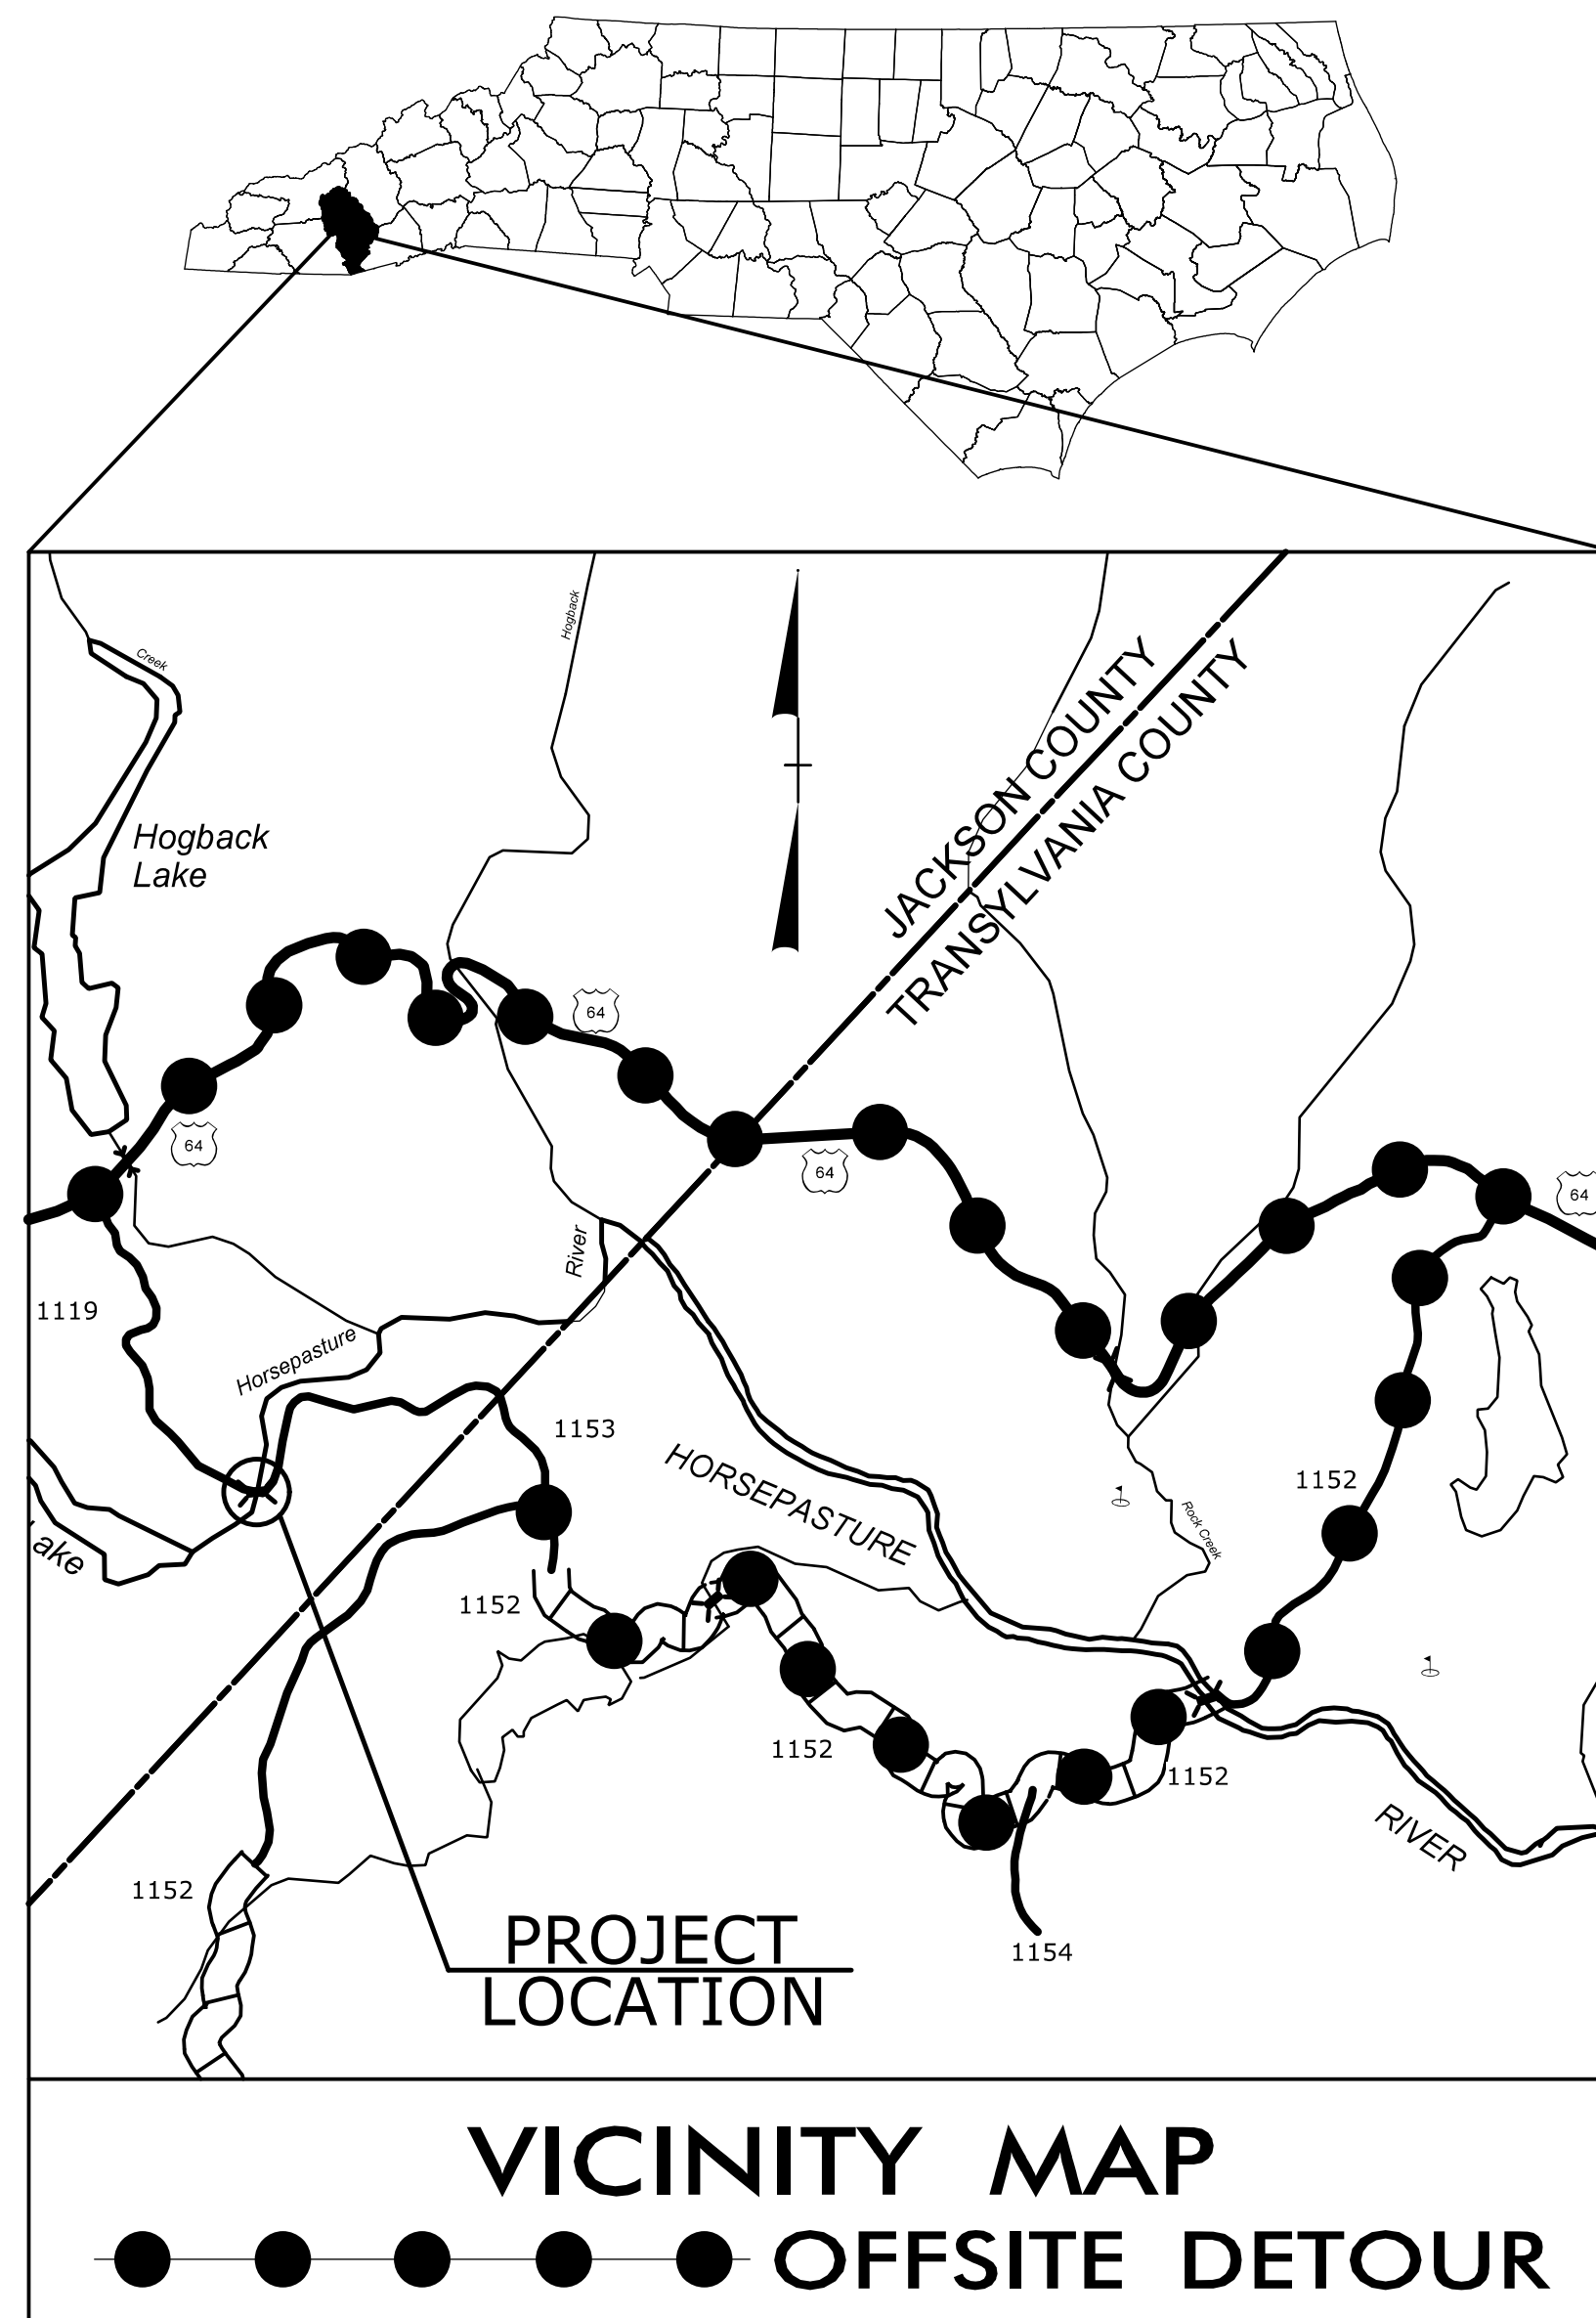 Hogback
Creek
JACKSON COUNTY
TRANSYLVANIA COUNTY
Hogback
Lake
64
64
64
64
River
1119
Horsepasture
1153
HORSEPASTURE
1152
Rock Creek
ake
1152
1152
1152
RIVER
1152
1154
PROJECT
LOCATION
VICINITY MAP
OFFSITE DETOUR